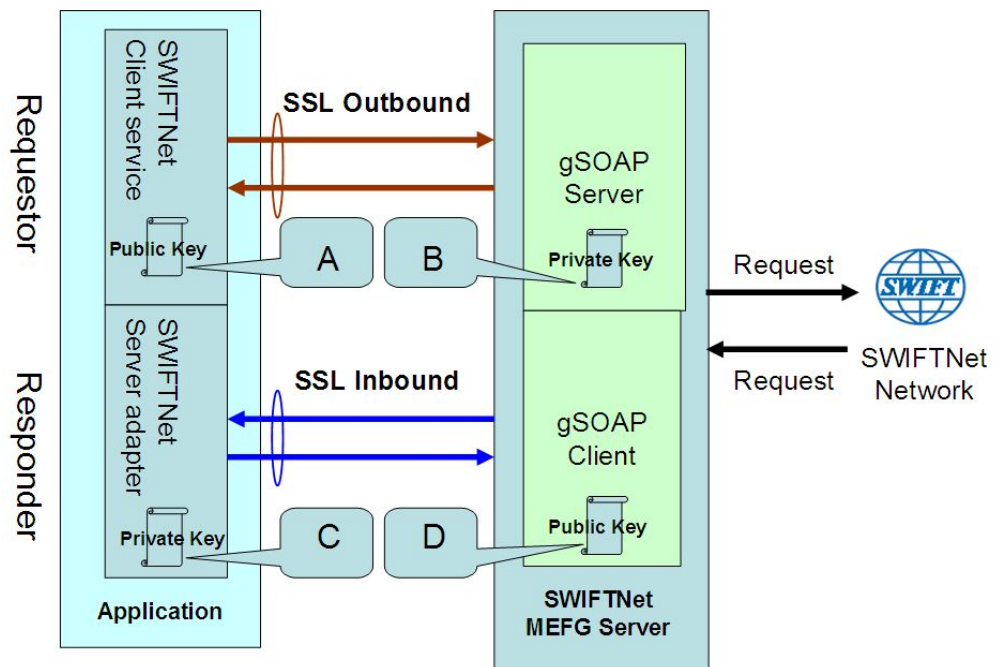 Requestor
SWIFTNet
Client service
Public Key
SSL Outbound
A
B
gSOAP
Server
Private Key
Request
SWIFT
SWIFTNet
Network
Request
Responder
SWIFTNet
Server adapter
Private Key
SSL Inbound
C
D
gSOAP
Client
Public Key
Application
SWIFTNet
MEFG Server